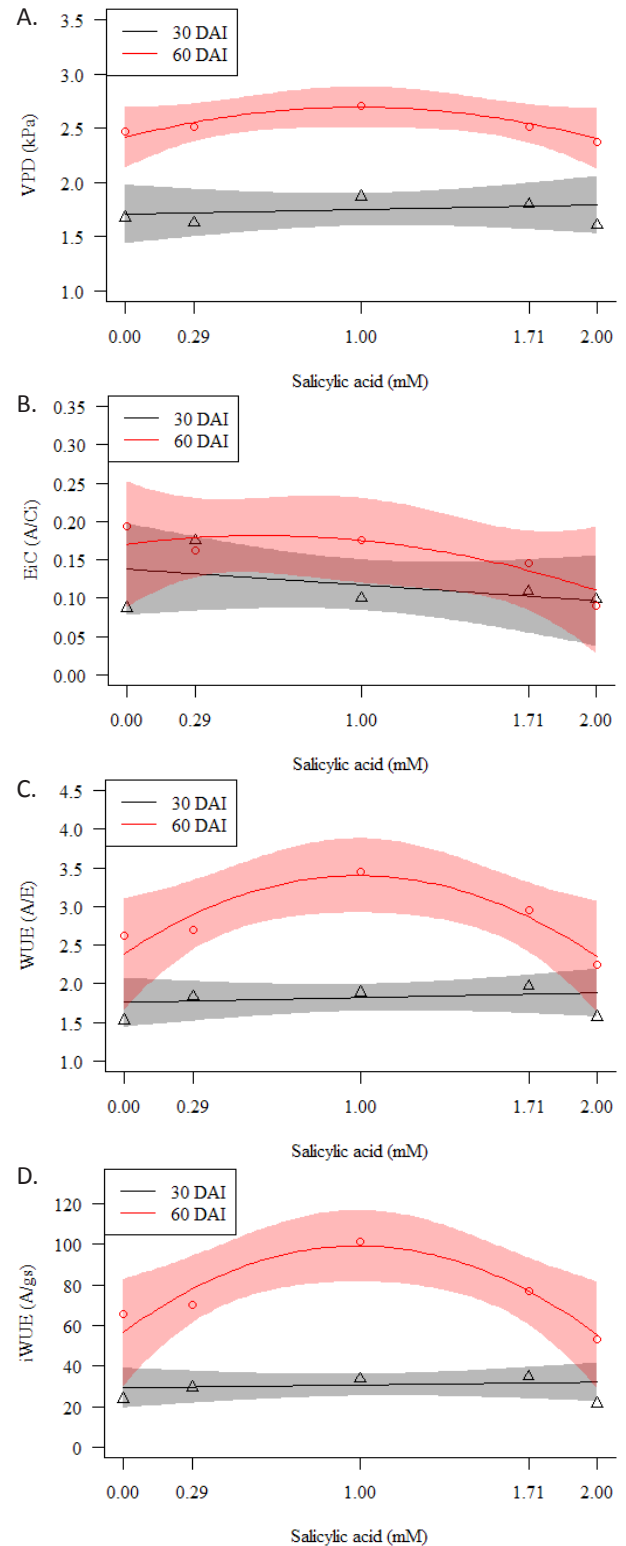 A.
30 DAI
60 DAI
VPD (kPa)
3.5
3.0
2.5
2.0
1.5
1.0
0.00 0.29 1.00 1.71 2.00
Salicylic acid (mM)
B.
30 DAI
60 DAI
EiC (A/Ci)
0.35
0.30
0.25
0.20
0.15
0.10
0.05
0.00
0.00 0.29 1.00 1.71 2.00
Salicylic acid (mM)
C.
30 DAI
60 DAI
WUE (A/E)
4.5
4.0
3.5
3.0
2.5
2.0
1.5
1.0
0.00 0.29 1.00 1.71 2.00
Salicylic acid (mM)
D.
30 DAI
60 DAI
iWUE (A/gs)
120
100
80
60
40
20
0
0.00 0.29 1.00 1.71 2.00
Salicylic acid (mM)